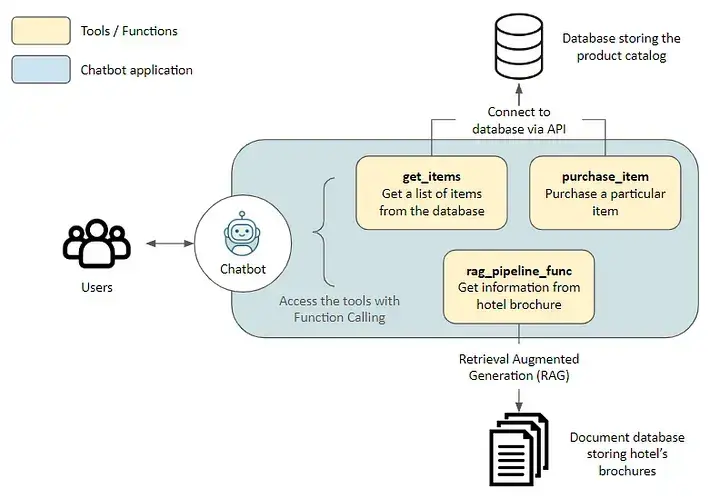 Tools / Functions
Chatbot application
Database storing the
product catalog
Connect to
database via API
get_items
Get a list of items
from the database
purchase_item
Purchase a particular
item
Chatbot
Users
rag_pipeline_func
Get information from
hotel brochure
Access the tools with
Function Calling
Retrieval Augmented
Generation (RAG)
Document database
storing hotel's
brochures